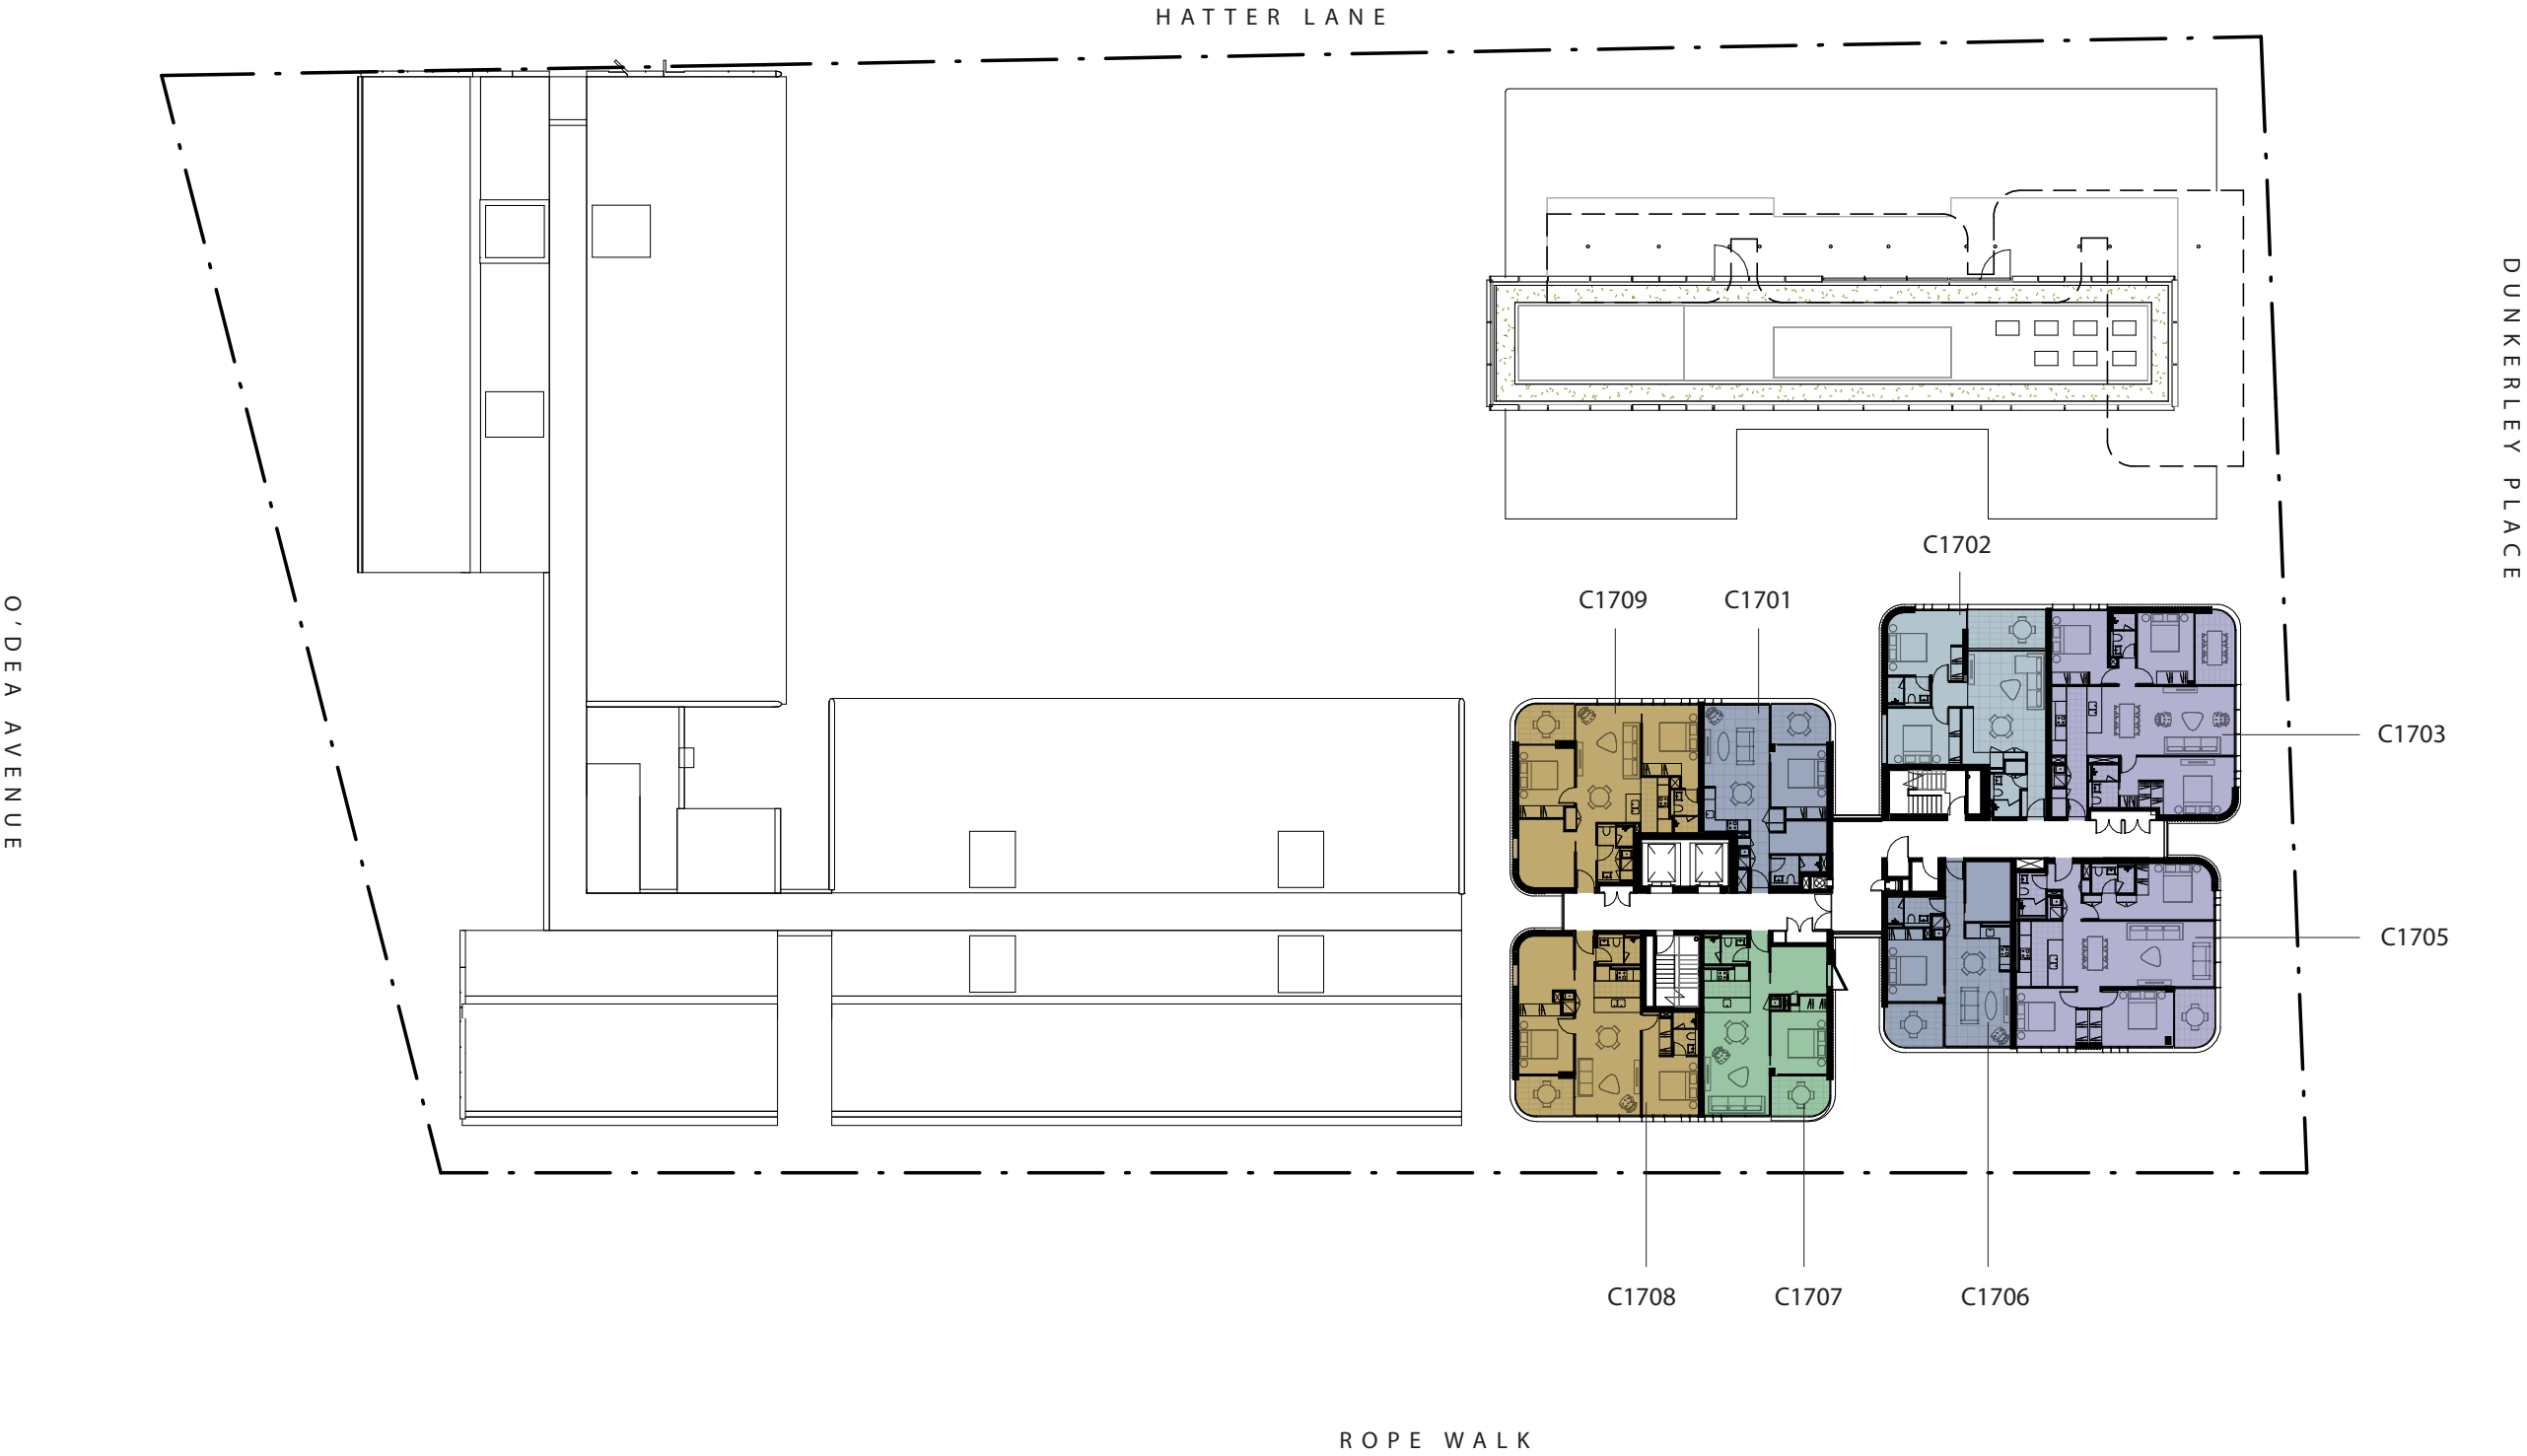 HATTER LANE
DUNKERLEY PLACE
C1702
C1709
C1701
O’DEA AVENUE
C1703
C1705
C1708
C1707
C1706
ROPE WALK